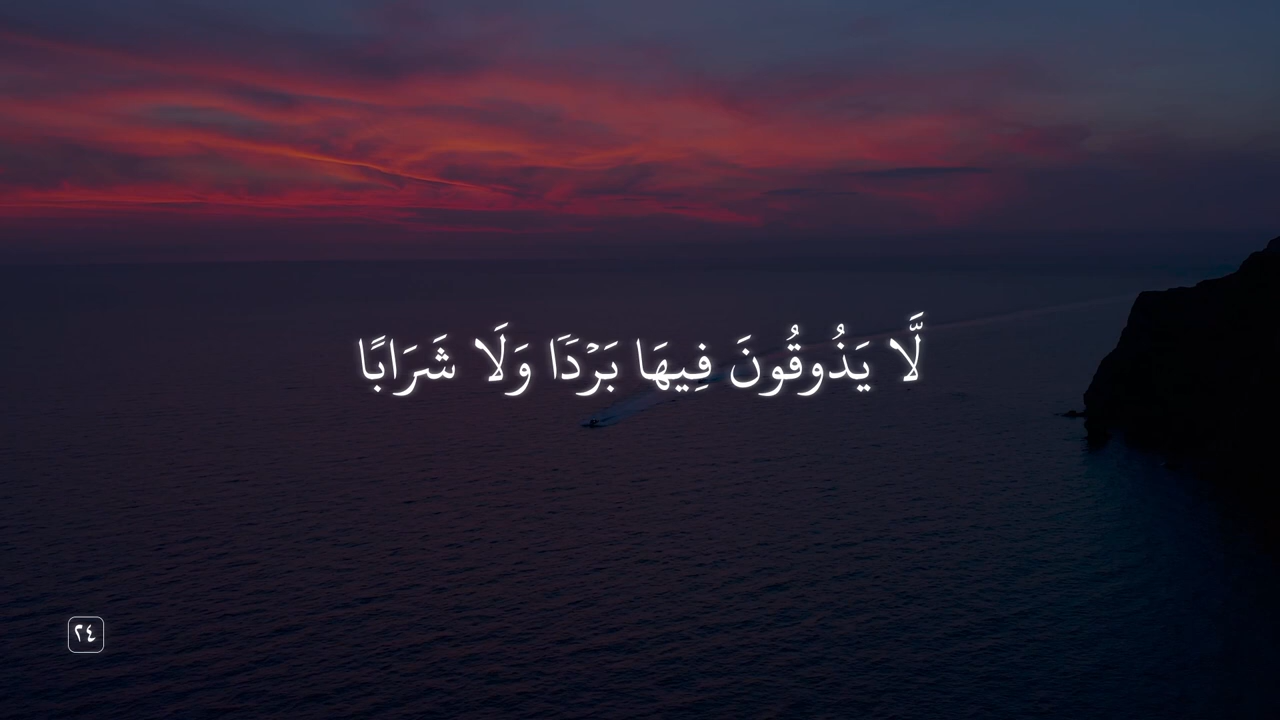 لَّا يَذُوقُونَ فِيهَا بَرْدًا وَلَا شَرَابًا
٢٤